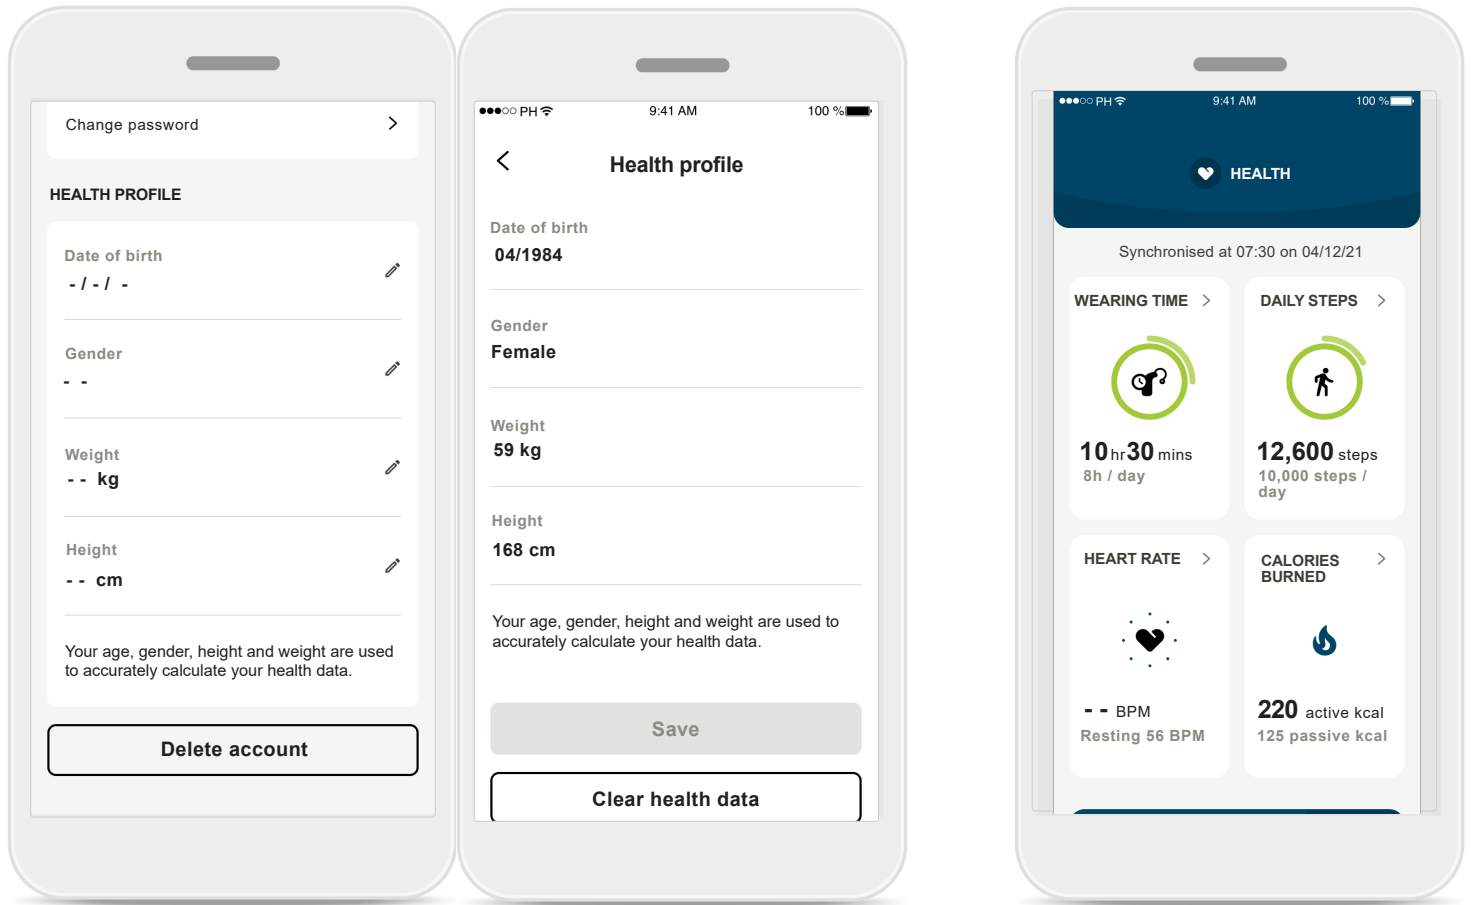 Change password
HEALTH PROFILE
Date of birth
- / - / -
Gender
- -
Weight
- - kg
Height
- - cm
Your age, gender, height and weight are used
to accurately calculate your health data.
Delete account
PH 9:41 AM 100 %
Health profile
Date of birth
04/1984
Gender
Female
Weight
59 kg
Height
168 cm
Your age, gender, height and weight are used to
accurately calculate your health data.
Save
Clear health data
PH 9:41 AM 100 %
HEALTH
Synchronised at 07:30 on 04/12/21
WEARING TIME
10 hr 30 mins
8h / day
DAILY STEPS
12,600 steps
10,000 steps /
day
HEART RATE
- - BPM
Resting 56 BPM
CALORIES
BURNED
220 active kcal
125 passive kcal